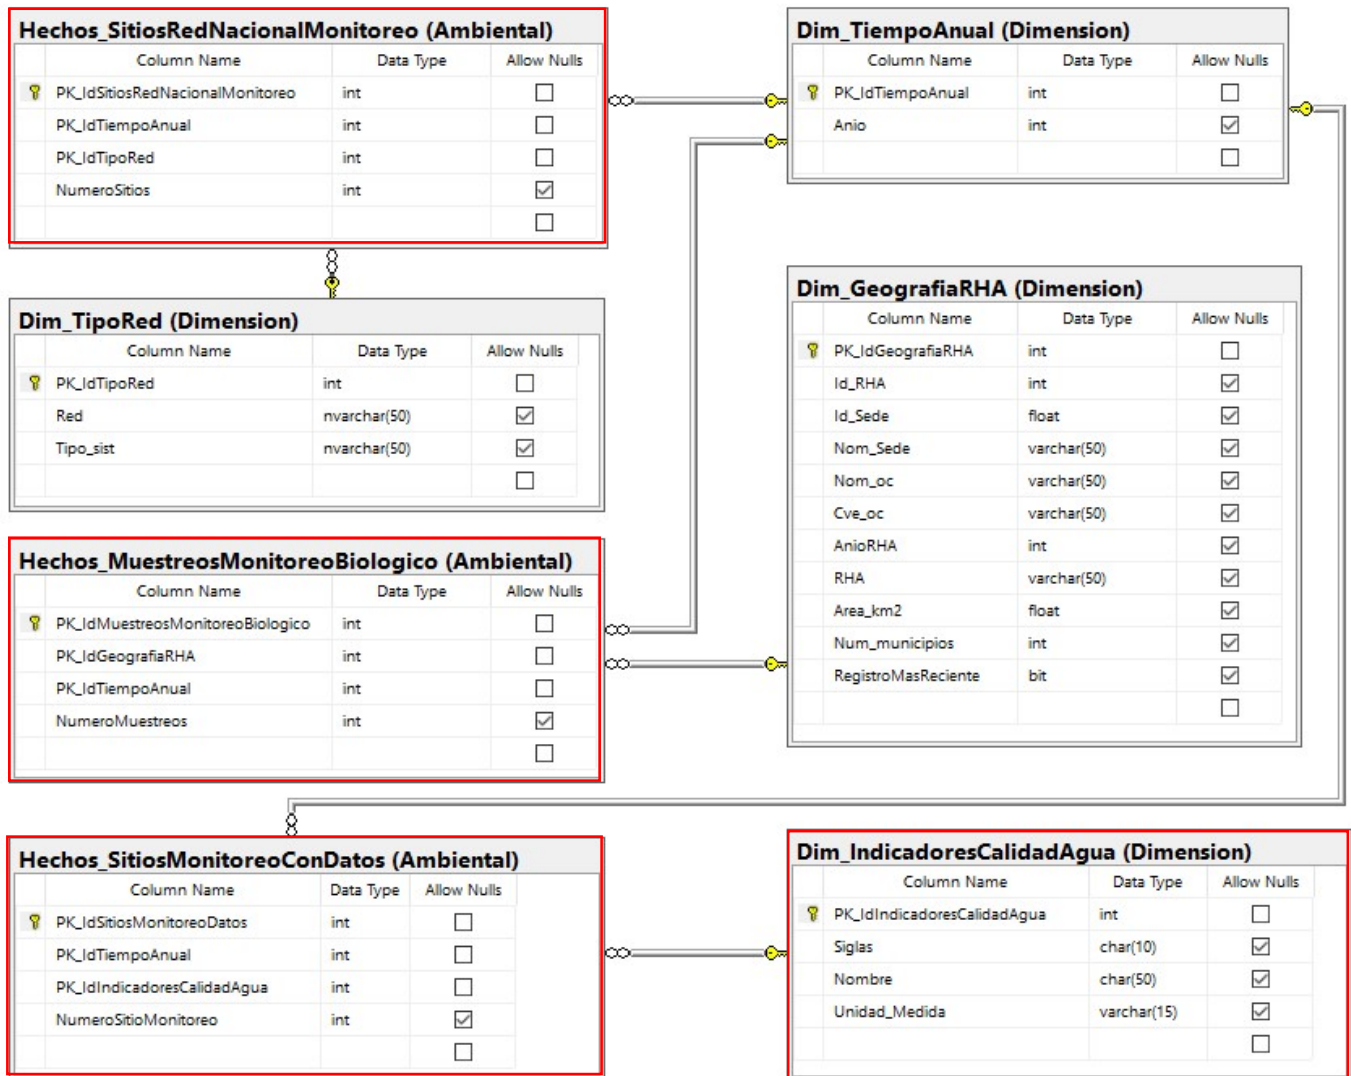 Hechos_SitiosRedNacionalMonitoreo (Ambiental)
Column Name Data Type Allow Nulls
PK_IdSitiosRedNacionalMonitoreo int
PK_IdTiempoAnual int
PK_IdTipoRed int
NumeroSitios int
Dim_TiempoAnual (Dimension)
Column Name Data Type Allow Nulls
PK_IdTiempoAnual int
Anio int
Dim_TipoRed (Dimension)
Column Name Data Type Allow Nulls
PK_IdTipoRed int
Red nvarchar(50)
Tipo_sist nvarchar(50)
Dim_GeografiaRHA (Dimension)
Column Name Data Type Allow Nulls
PK_IdGeografiaRHA int
Id_RHA int
Id_Sede float
Nom_Sede varchar(50)
Nom_oc varchar(50)
Cve_oc varchar(50)
AnioRHA int
RHA varchar(50)
Area_km2 float
Num_municipios int
RegistroMasReciente bit
Hechos_MuestreosMonitoreoBiologico (Ambiental)
Column Name Data Type Allow Nulls
PK_IdMuestreosMonitoreoBiologico int
PK_IdGeografiaRHA int
PK_IdTiempoAnual int
NumeroMuestreos int
Hechos_SitiosMonitoreoConDatos (Ambiental)
Column Name Data Type Allow Nulls
PK_IdSitiosMonitoreoDatos int
PK_IdTiempoAnual int
PK_IdIndicadoresCalidadAgua int
NumeroSitioMonitoreo int
Dim_IndicadoresCalidadAgua (Dimension)
Column Name Data Type Allow Nulls
PK_IdIndicadoresCalidadAgua int
Siglas char(10)
Nombre char(50)
Unidad_Medida varchar(15)